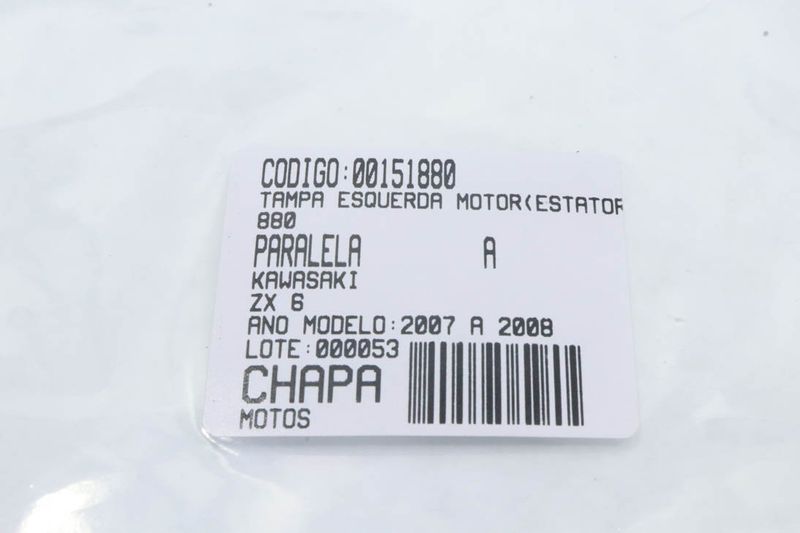 CODIGO:00151880
TAMPA ESQUERDA MOTOR(ESTATOR
880
PARALELA A
KAWASAKI
ZX 6
ANO MODELO:2007 A 2008
LOTE:000053
CHAPA
MOTOS